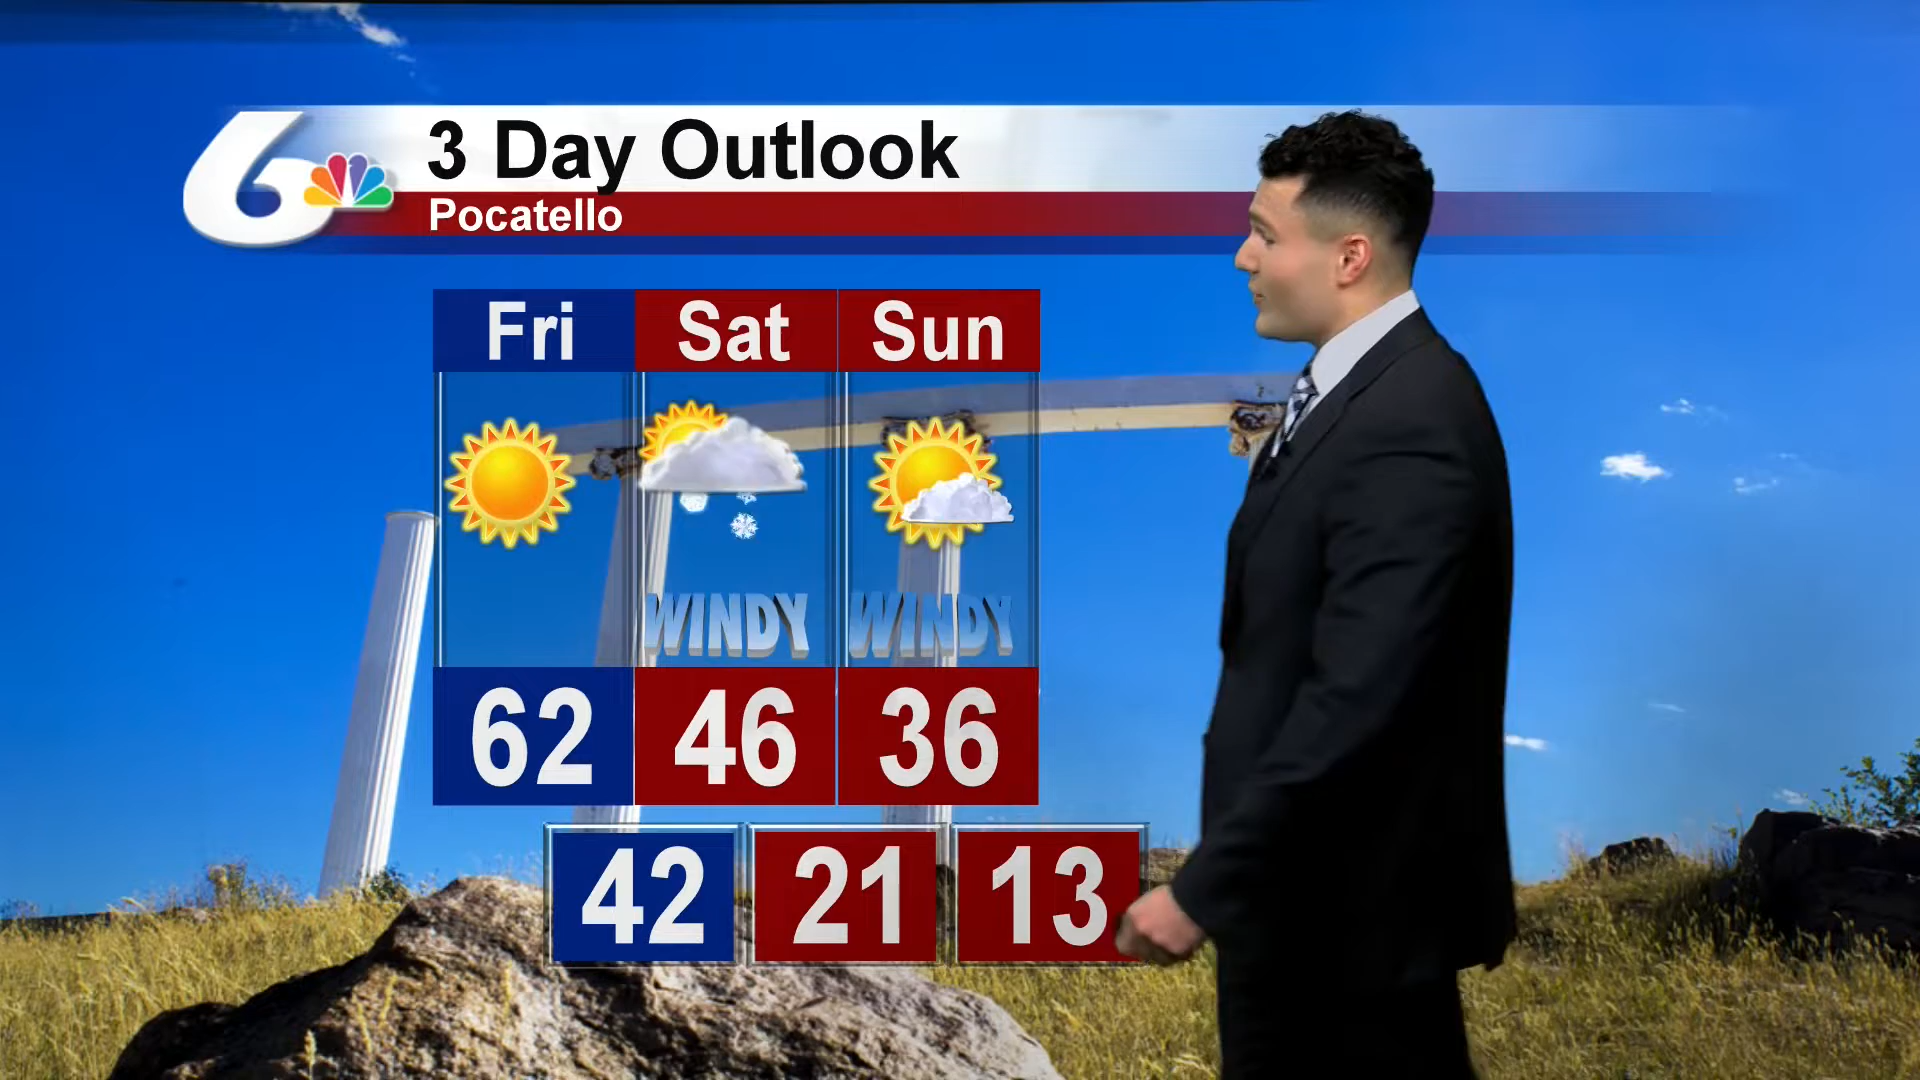 6
3 Day Outlook
Pocatello
Fri Sat Sun
WINDY WINDY
62 46 36
42 21 13